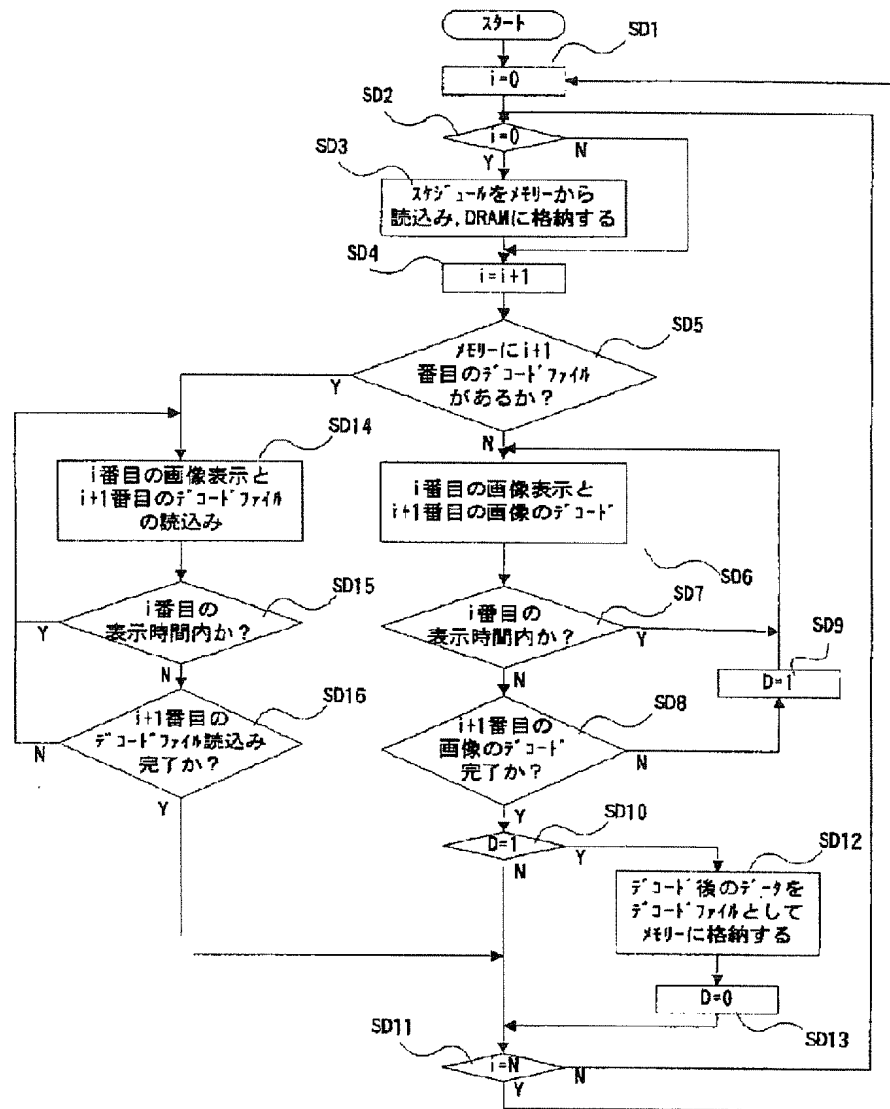 スタート
SD1
i=0
SD2
i=0
N
Y
SD3
スケジュールをメモリーから
読込み,DRAMに格納する
SD4
i=i+1
SD5
メモリーにi+1
番目のデコードファイル
があるか?
Y
N
SD14
i番目の画像表示と
i+1番目のデコードファイル
の読込み
i番目の画像表示と
i+1番目の画像のデコード
SD6
SD15
i番目の
表示時間内か?
Y
N
SD7
i番目の
表示時間内か?
Y
N
SD9
D=1
SD16
i+1番目の
デコードファイル読込み
完了か?
N
Y
SD8
i+1番目の
画像のデコード
完了か?
N
Y
SD10
D=1
Y
N
SD12
デコード後のデータを
デコードファイルとして
メモリーに格納する
D=0
SD13
SD11
i=N
N
Y